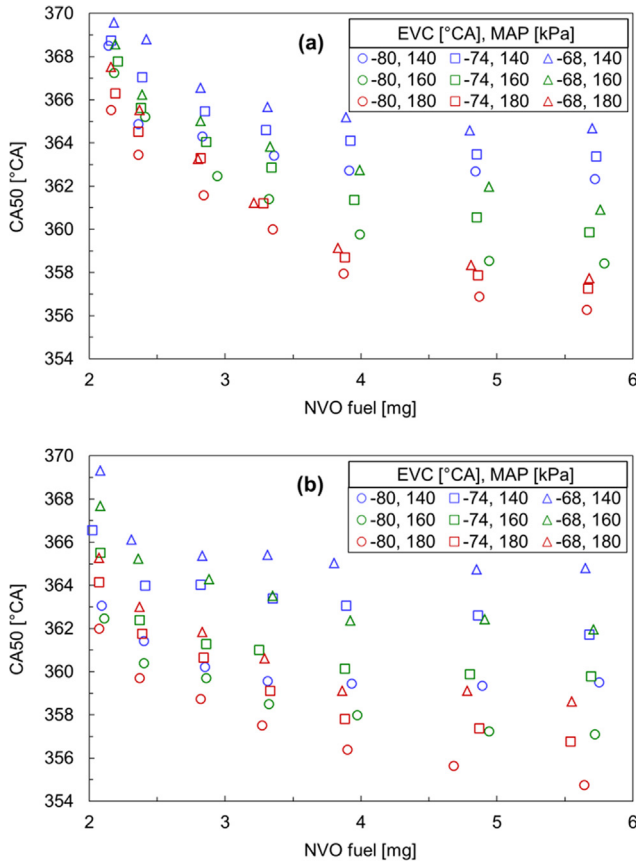 370
(a)
EVC [°CA], MAP [kPa]
-80, 140 -74, 140 -68, 140
368
-80, 160 -74, 160 -68, 160
-80, 180 -74, 180 -68, 180
366
364
CA50 [°CA]
362
360
358
356
354
2 3 4 5 6
NVO fuel [mg]
370
(b)
EVC [°CA], MAP [kPa]
-80, 140 -74, 140 -68, 140
368
-80, 160 -74, 160 -68, 160
-80, 180 -74, 180 -68, 180
366
364
CA50 [°CA]
362
360
358
356
354
2 3 4 5 6
NVO fuel [mg]